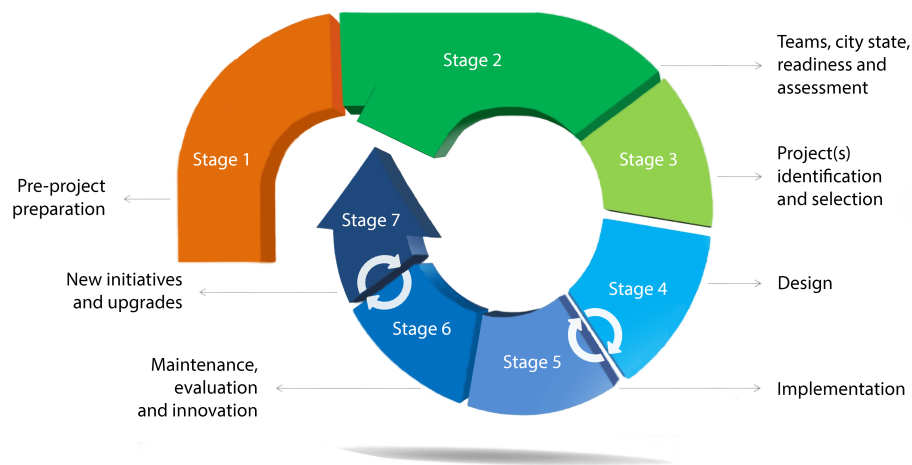 Stage 1
Pre-project
preparation
Stage 2
Teams, city state,
readiness and
assessment
Stage 3
Project(s)
identification
and selection
Stage 4
Design
Stage 5
Implementation
Stage 6
Maintenance,
evaluation
and innovation
Stage 7
New initiatives
and upgrades